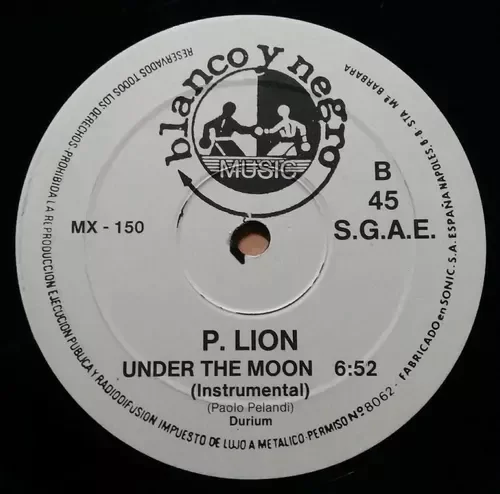 blanco y negro
MUSIC
B
45
S.G.A.E.
MX - 150
P. LION
UNDER THE MOON 6:52
(Instrumental)
(Paolo Pelandi)
Durium
RESERVADOS TODOS LOS DERECHOS PROHIBIDA LA REPRODUCCION EJECUCION PUBLICA Y RADIODIFUSION IMPUESTO DE LUJO A METALICO: PERMISO Nº 8062 - FABRICADO en SONIC. S.A. ESPAÑA NAPOLES, 8 · STA Mª BARBARA